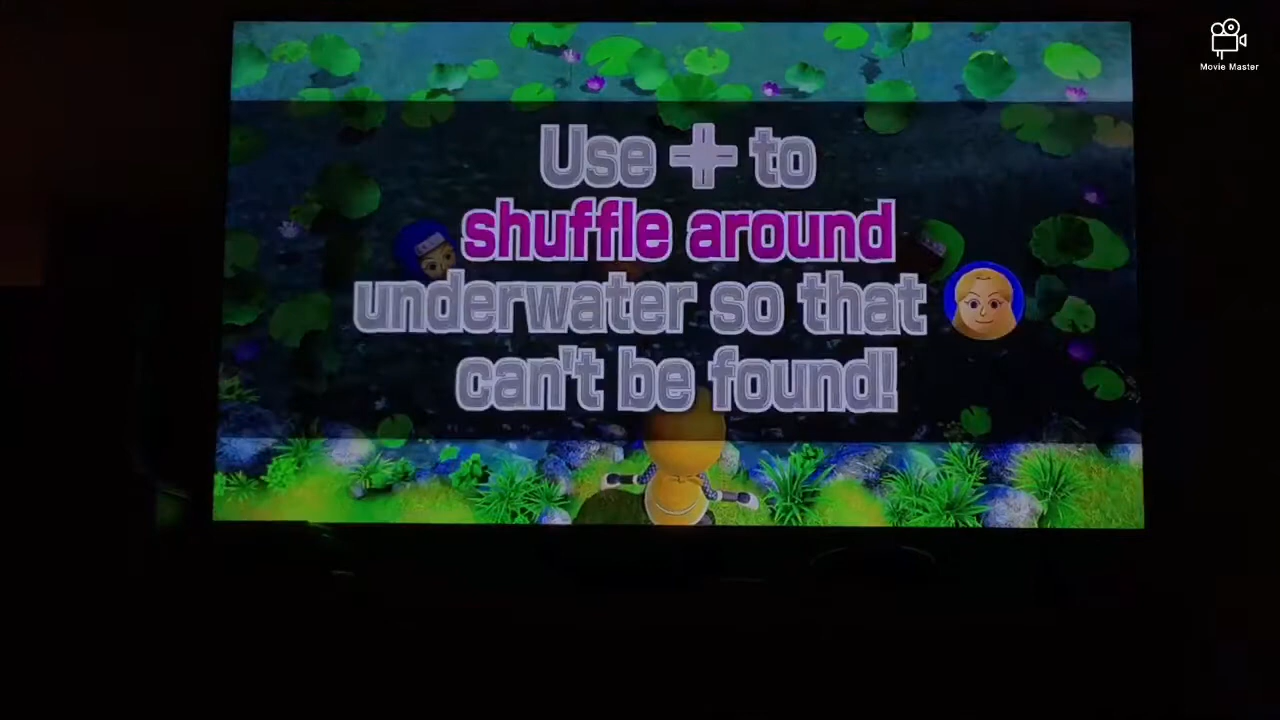 Movie Master
Use + to
shuffle around
underwater so that
can't be found!